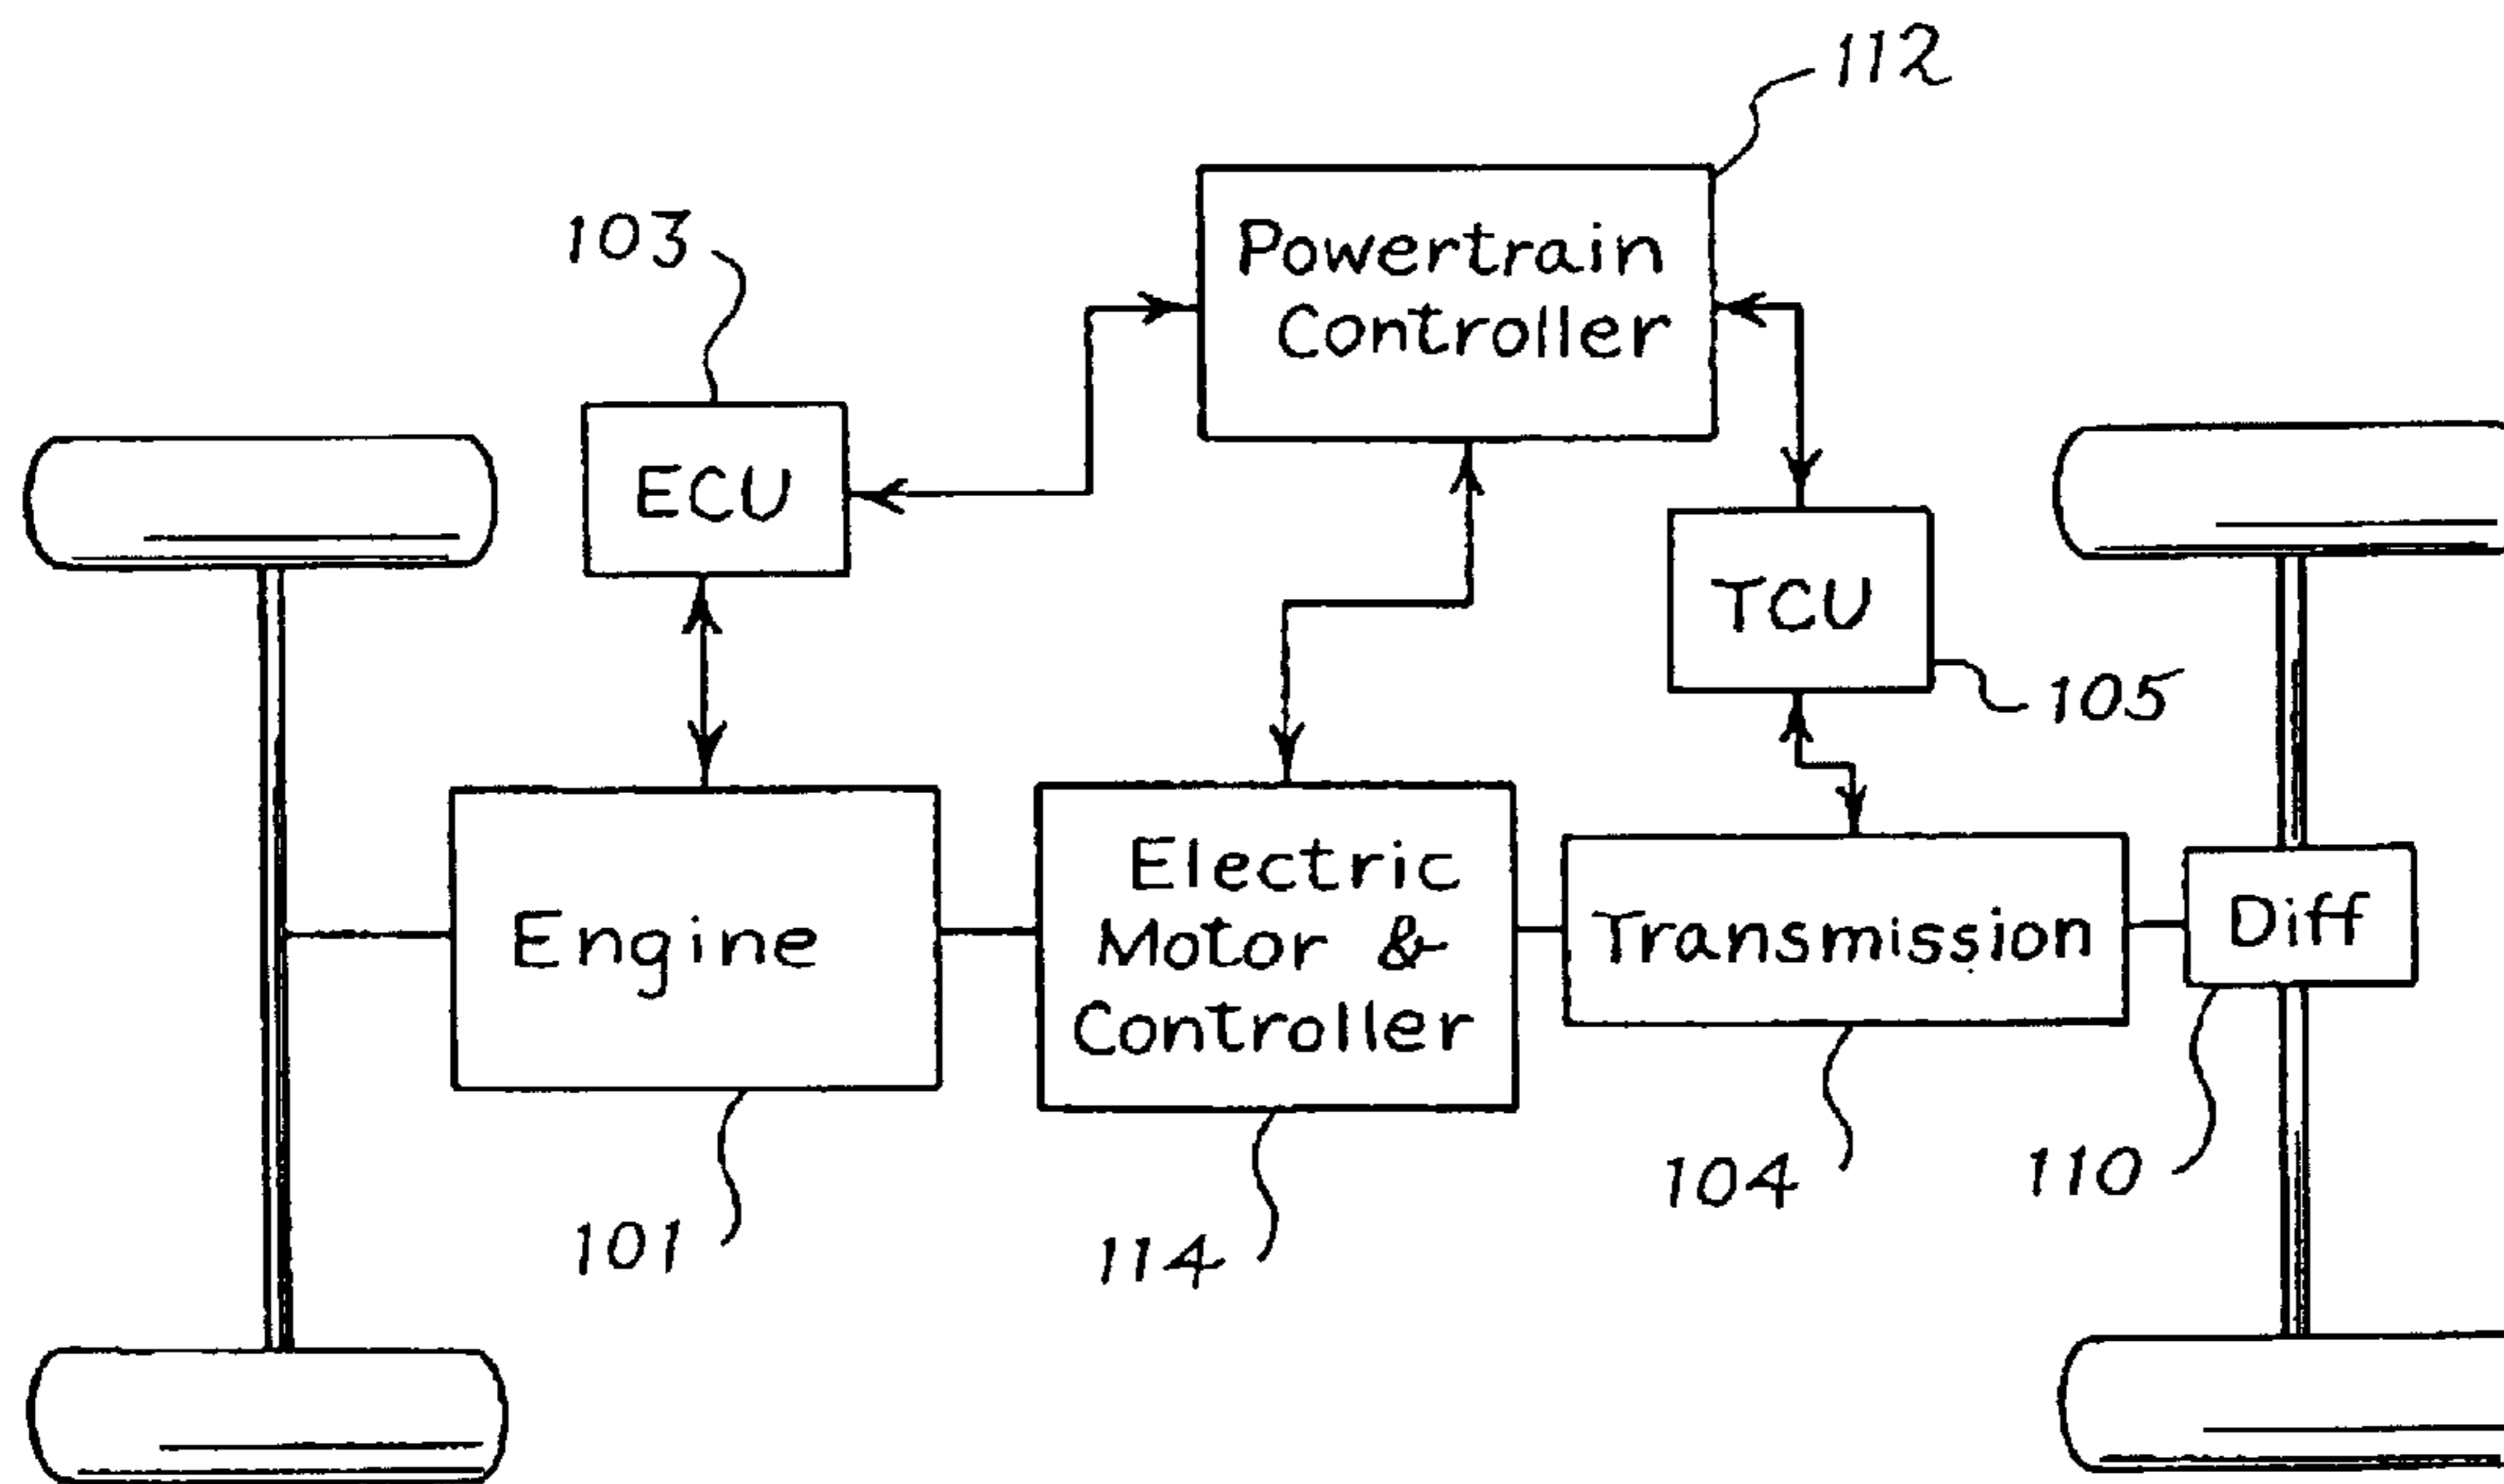 112
103
Powertrain
Controller
ECU
TCU
105
Electric
Motor &
Controller
Engine
Transmission
Diff
104
110
101
114